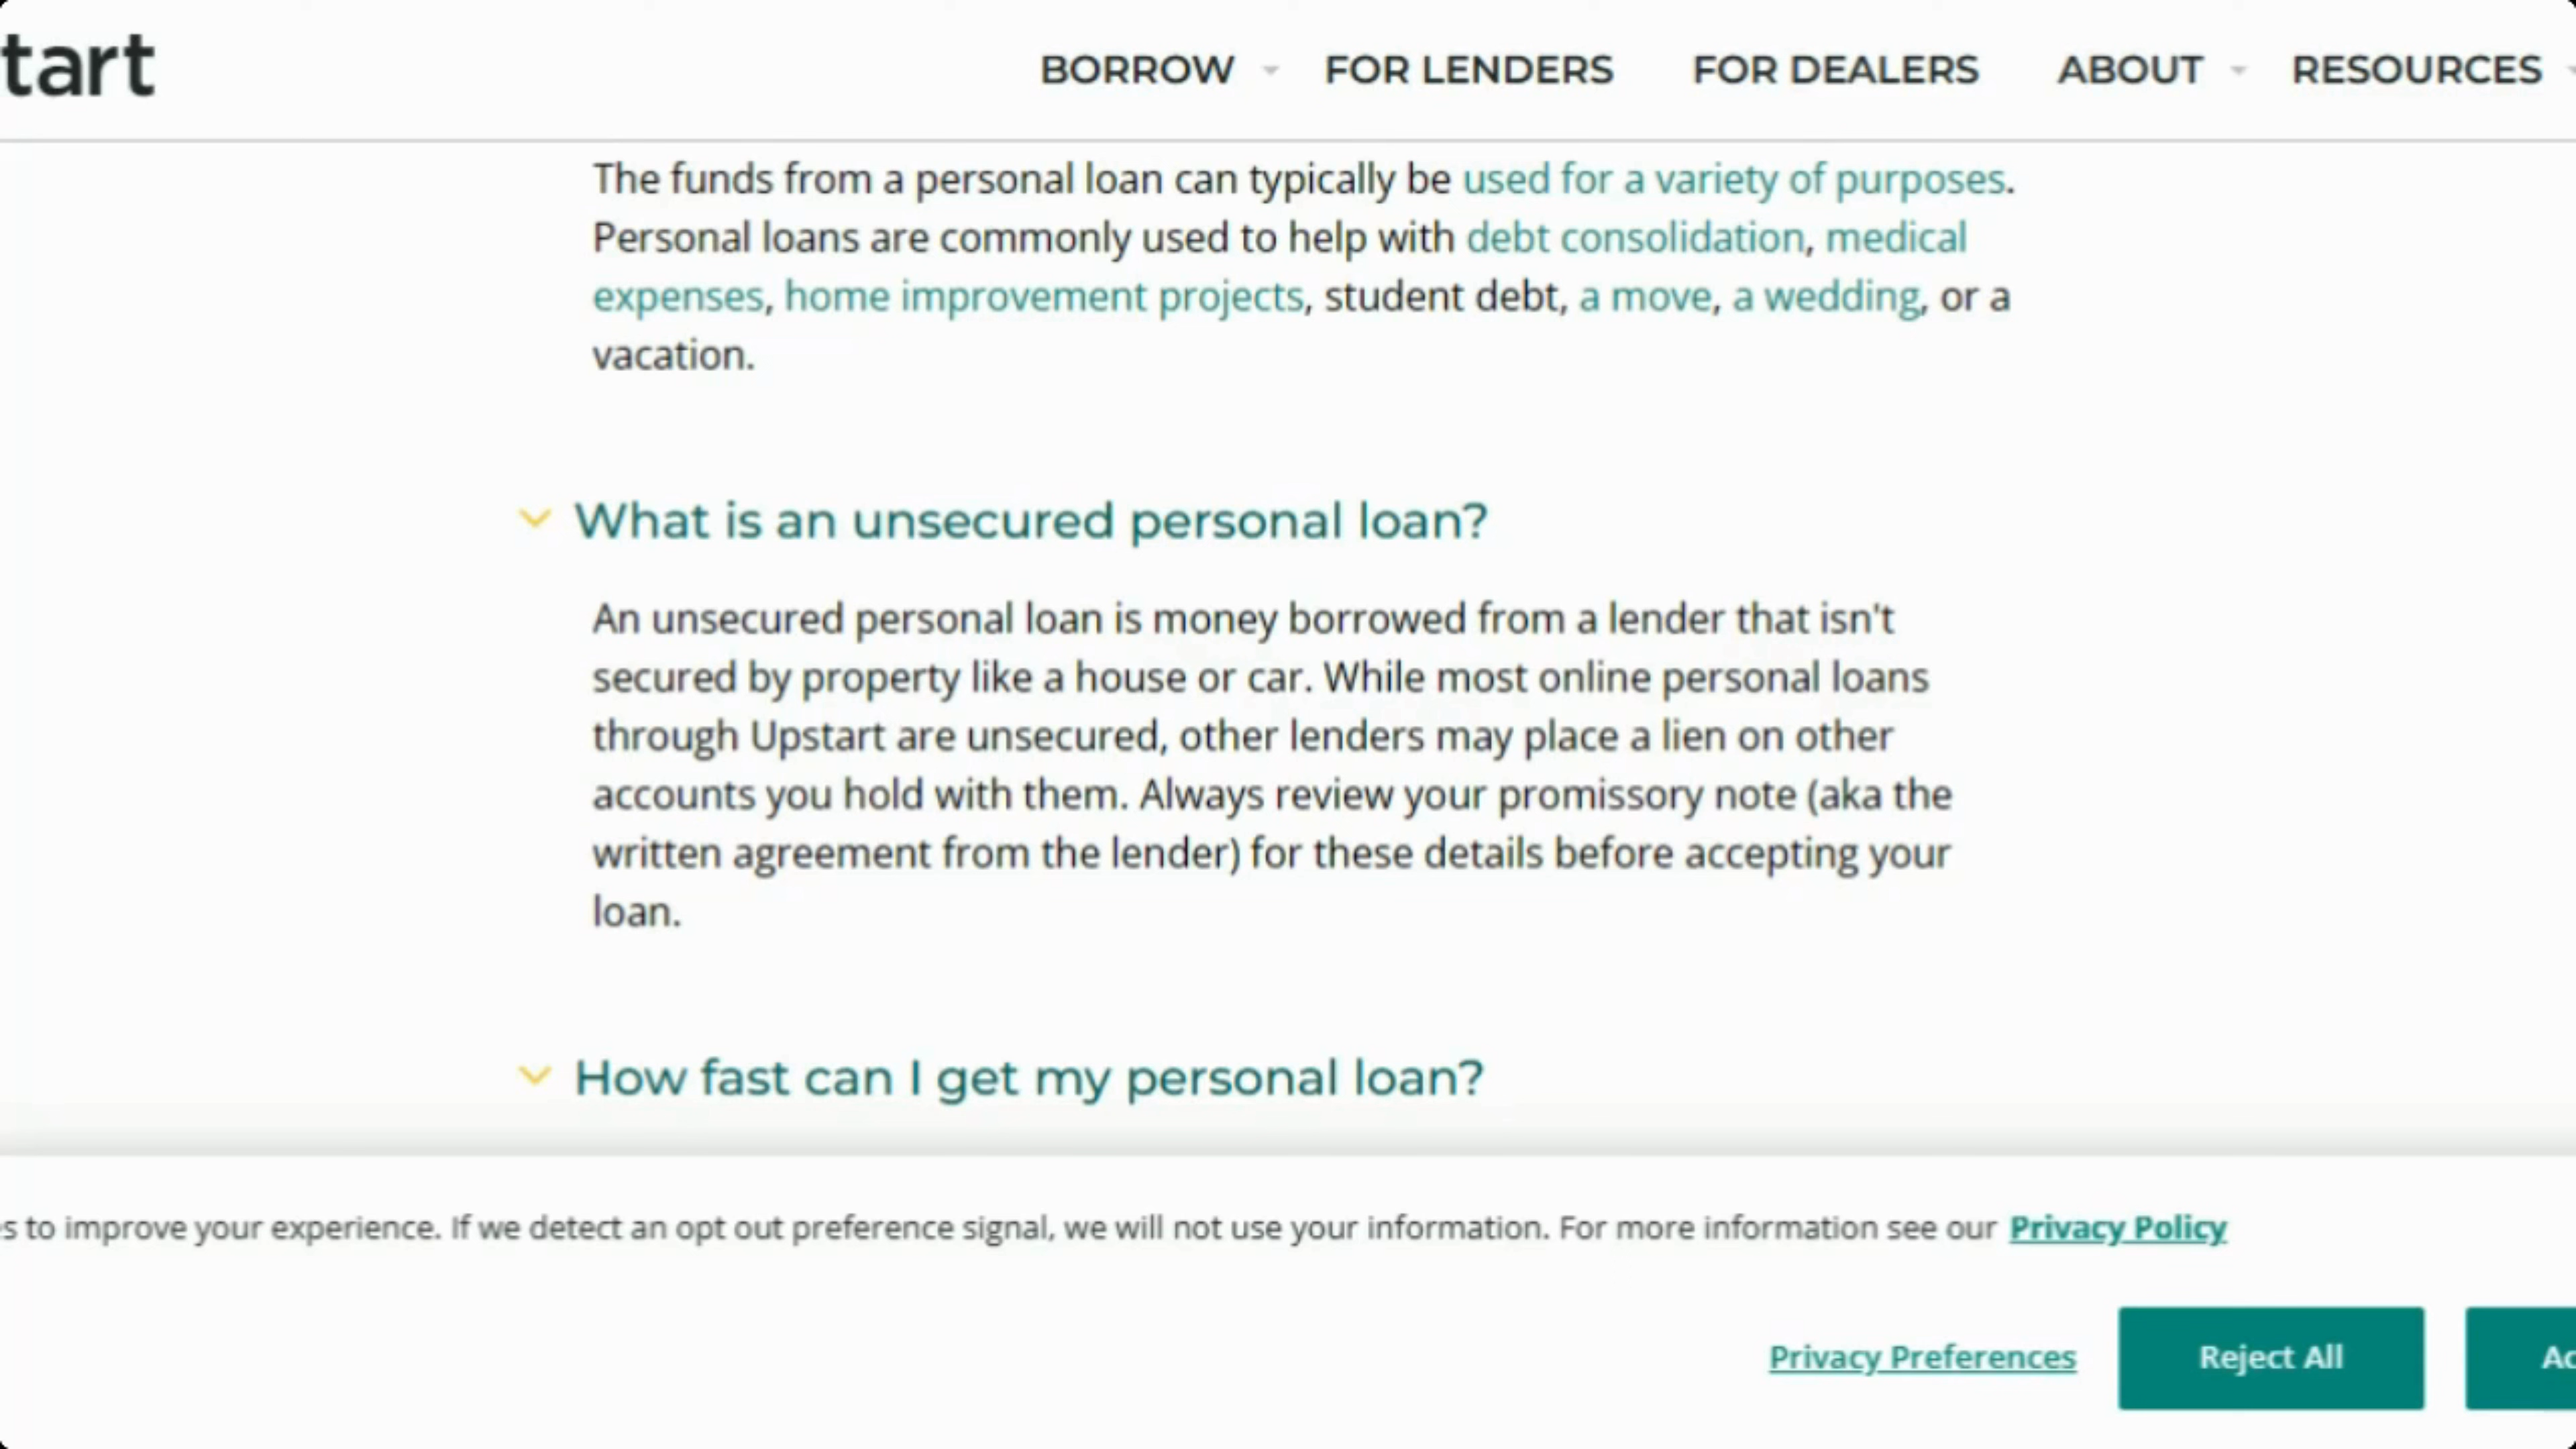 tart
BORROW FOR LENDERS FOR DEALERS ABOUT RESOURCES
The funds from a personal loan can typically be used for a variety of purposes.
Personal loans are commonly used to help with debt consolidation, medical
expenses, home improvement projects, student debt, a move, a wedding, or a
vacation.
What is an unsecured personal loan?
An unsecured personal loan is money borrowed from a lender that isn't
secured by property like a house or car. While most online personal loans
through Upstart are unsecured, other lenders may place a lien on other
accounts you hold with them. Always review your promissory note (aka the
written agreement from the lender) for these details before accepting your
loan.
How fast can I get my personal loan?
s to improve your experience. If we detect an opt out preference signal, we will not use your information. For more information see our Privacy Policy
Privacy Preferences Reject All Ac